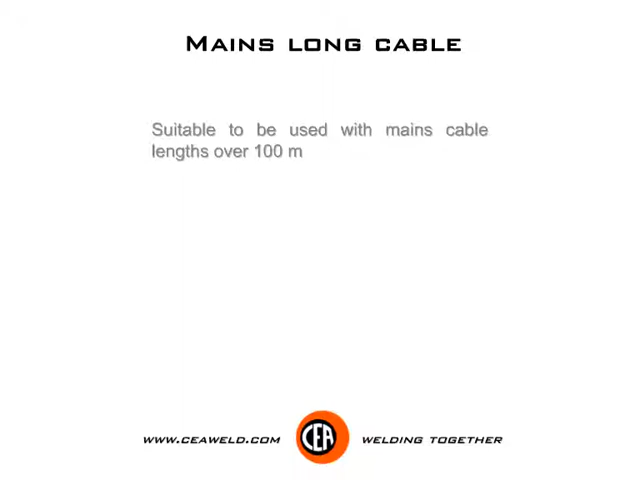 Mains long cable
Suitable to be used with mains cable
lengths over 100 m
www.ceaweld.com CEA welding together